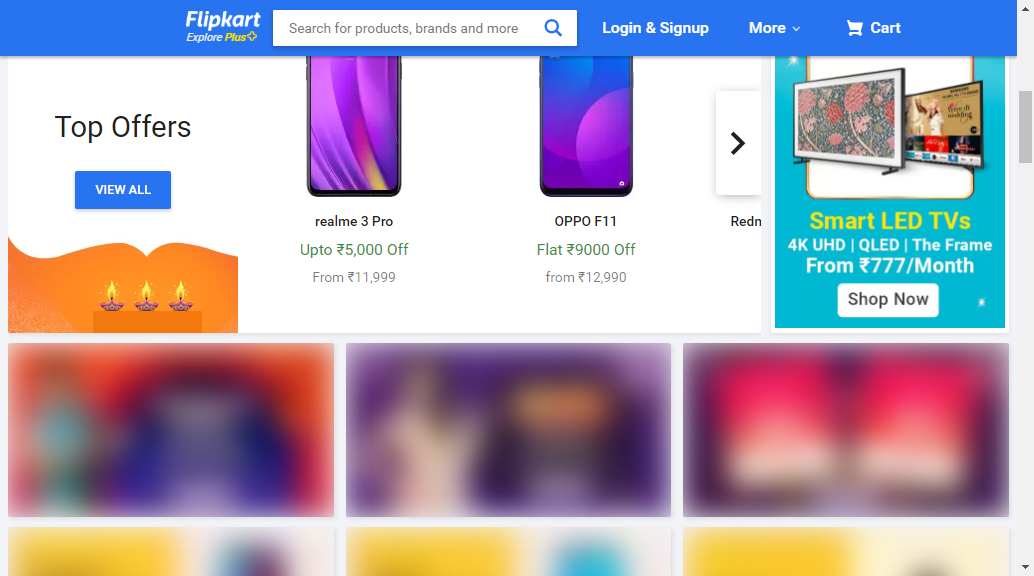 Flipkart
Explore Plus
Search for products, brands and more
Login & Signup
More
Cart
Top Offers
VIEW ALL
realme 3 Pro
Upto ₹5,000 Off
From ₹11,999
OPPO F11
Flat ₹9000 Off
from ₹12,990
Redm
SAMSUNG
Smart LED TVs
4K UHD | QLED | The Frame
From ₹777/Month
Shop Now